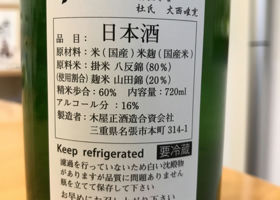 杜氏 大西唯克
品目：日本酒
原材料：米（国産）米麹（国産米）
原料米：掛米 八反錦（80％）
（使用割合）麹米 山田錦（20％）
精米歩合：60％ 内容量：720ml
アルコール分：16％
製造者：木屋正酒造合資会社
三重県名張市本町 314-1
Keep refrigerated 要冷蔵
濾過を行っていないため白い沈殿物
がありますが品質に問題ありません
瓶を立てて保存して下さい